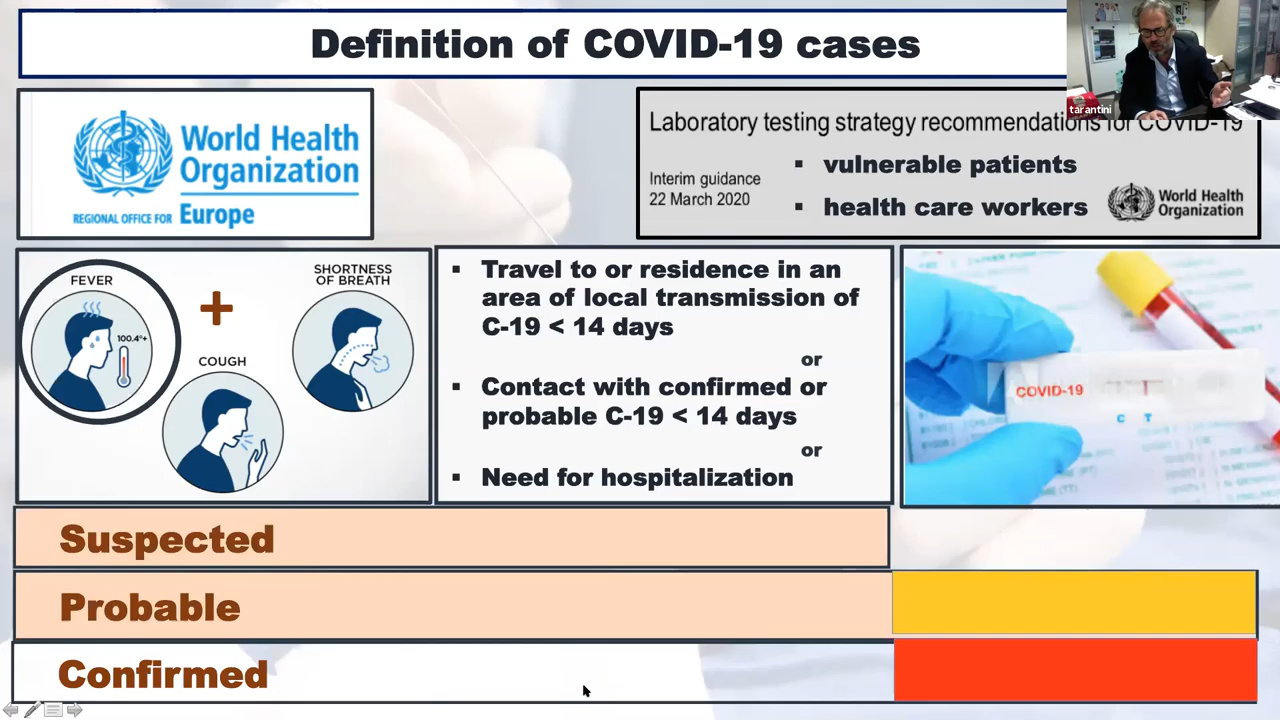 Definition of COVID-19 cases
tarantini
World Health
Organization
REGIONAL OFFICE FOR Europe
Laboratory testing strategy recommendations for COVID-19
Interim guidance
22 March 2020
▪ vulnerable patients
▪ health care workers
World Health
Organization
FEVER
100.4°+
+
COUGH
SHORTNESS
OF BREATH
▪ Travel to or residence in an
area of local transmission of
C-19 < 14 days
or
▪ Contact with confirmed or
probable C-19 < 14 days
or
▪ Need for hospitalization
COVID-19
C T
Suspected
Probable
Confirmed